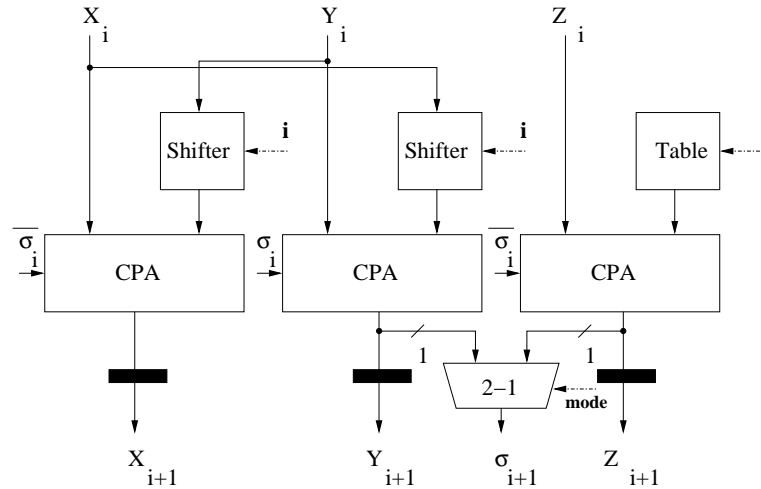 X i Y i Z i
i i
Shifter Shifter Table
σ̅ i σ i σ̅ i
CPA CPA CPA
1 1
2−1
mode
X i+1 Y i+1 σ i+1 Z i+1